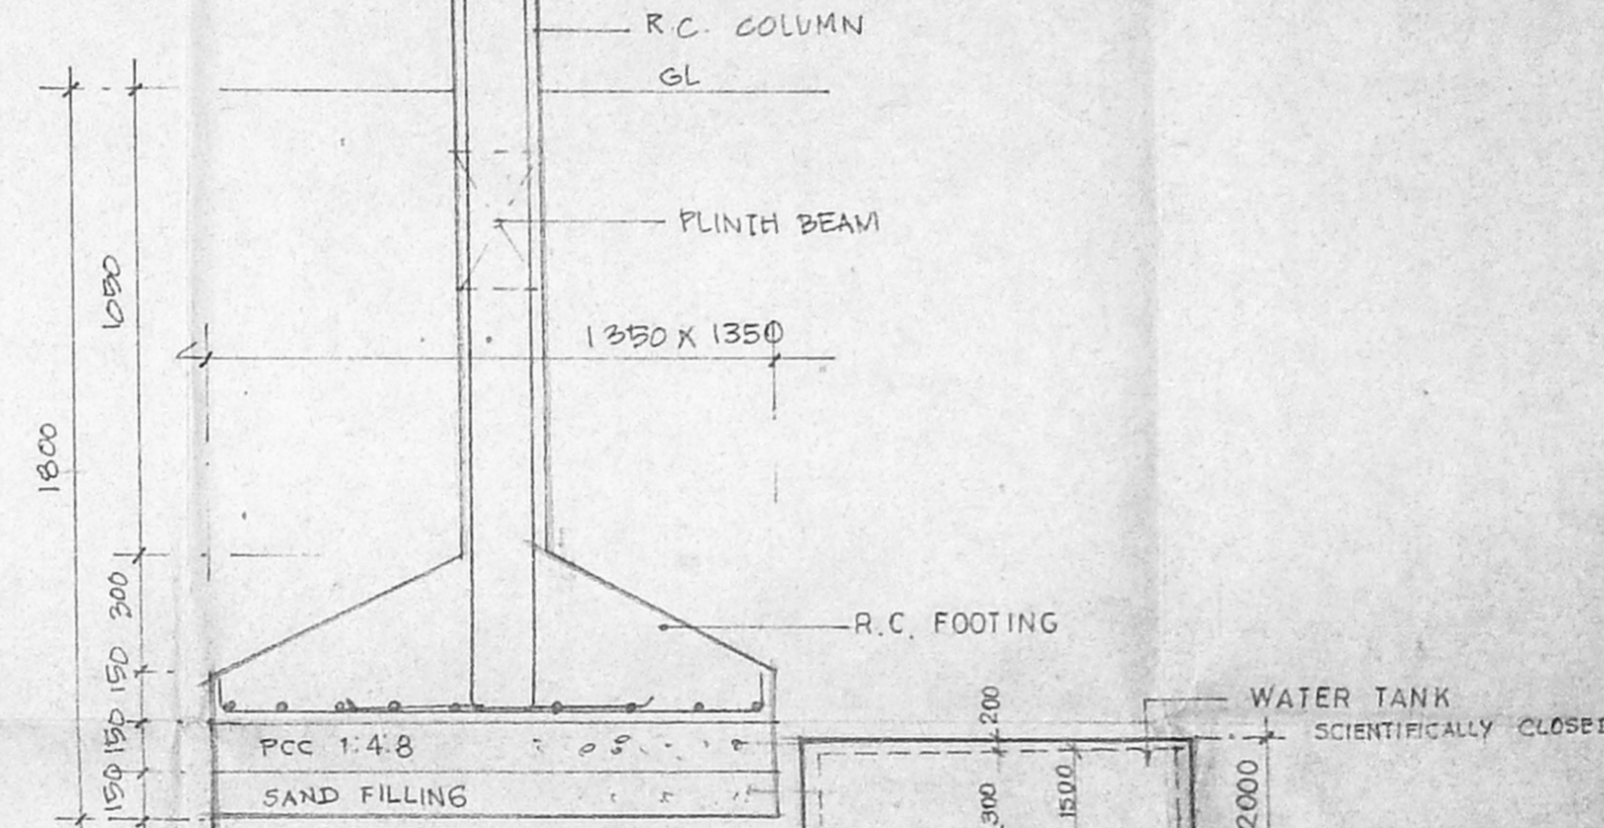 R.C. COLUMN
GL
1050
PLINTH BEAM
1350 X 1350
1800
300
R.C. FOOTING
150
200
WATER TANK
SCIENTIFICALLY CLOSED
150
PCC 1:4:8
150
SAND FILLING
300
1500
2000